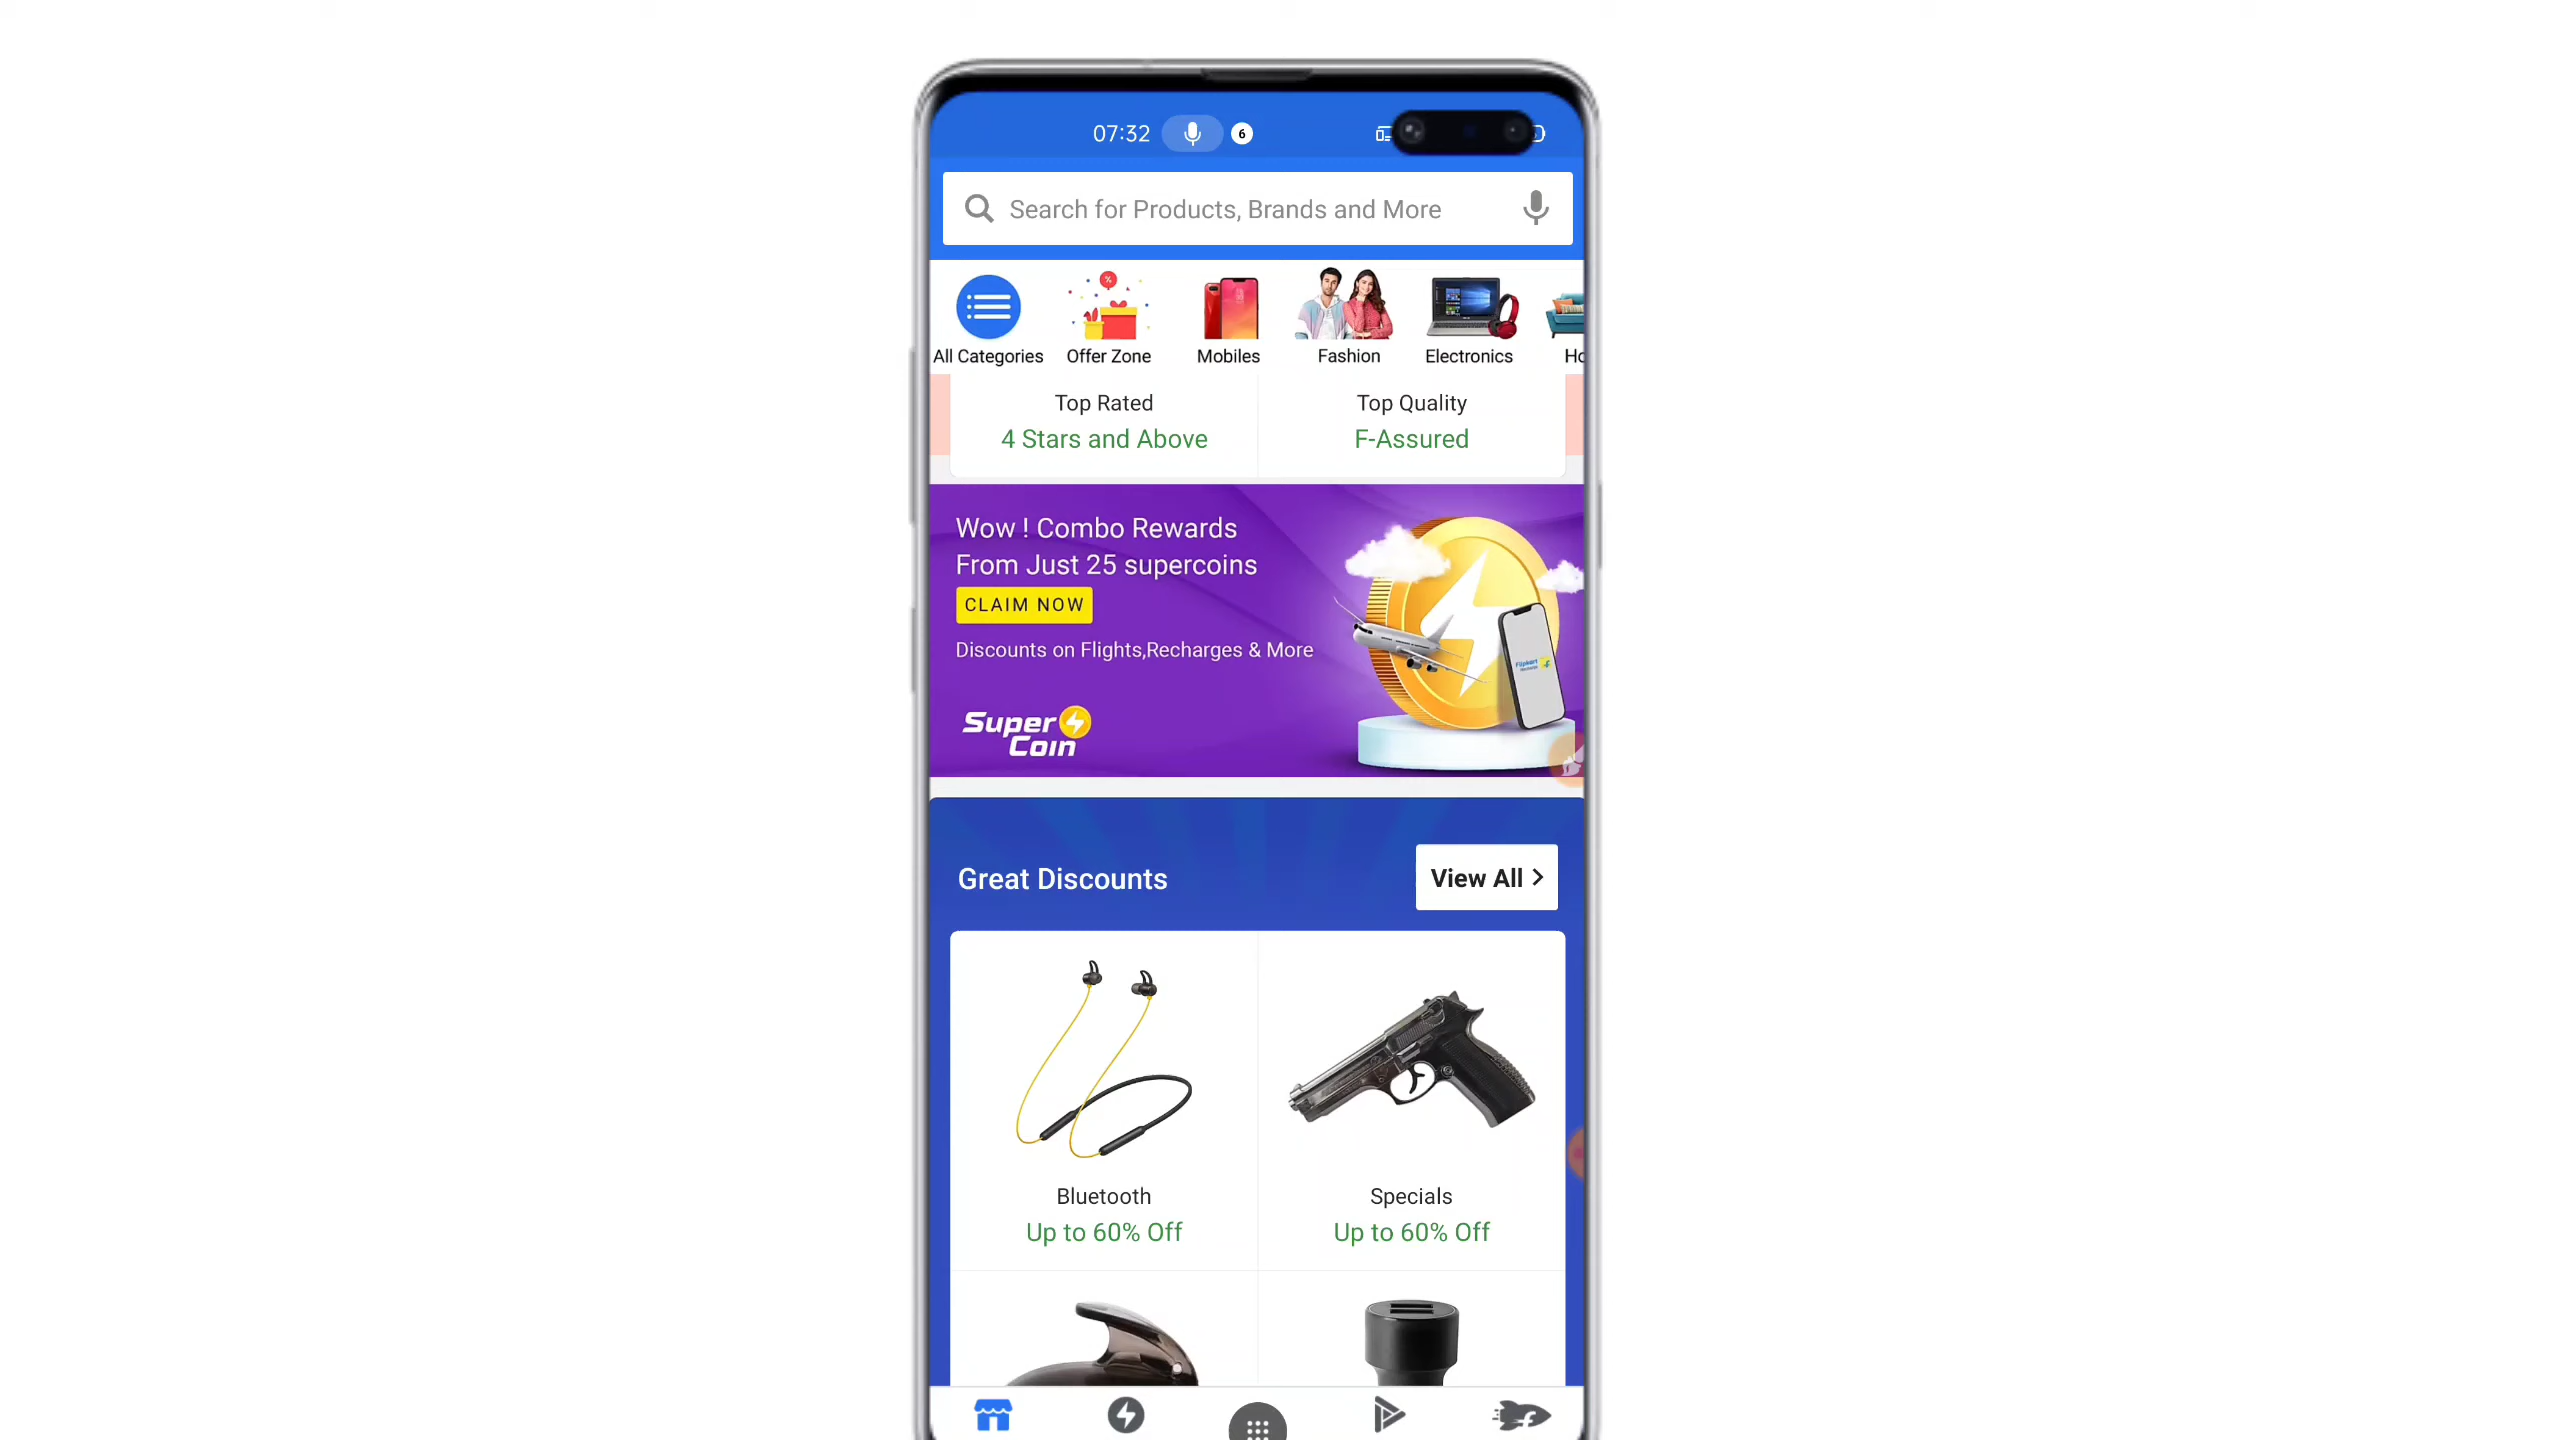 07:32
6
Search for Products, Brands and More
All Categories
Offer Zone
Mobiles
Fashion
Electronics
Ho
Top Rated
4 Stars and Above
Top Quality
F-Assured
Wow ! Combo Rewards
From Just 25 supercoins
CLAIM NOW
Discounts on Flights,Recharges & More
Super
Coin
Flipkart
Great Discounts
View All
Bluetooth
Up to 60% Off
Specials
Up to 60% Off